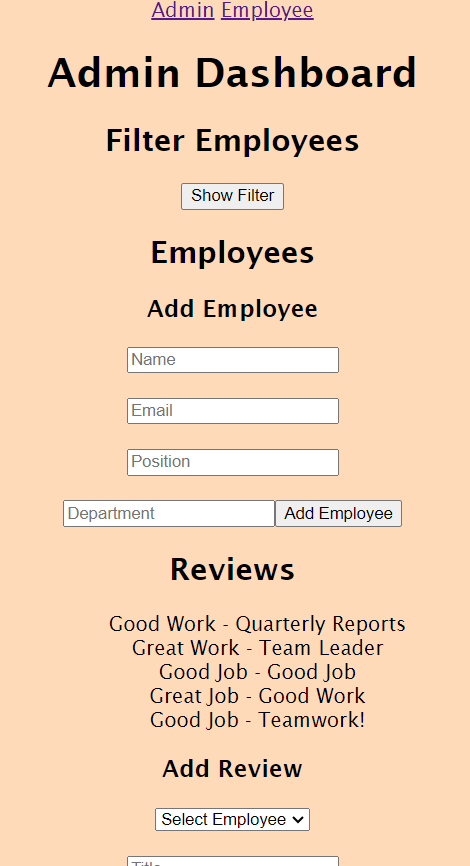 Admin Employee
Admin Dashboard
Filter Employees
Show Filter
Employees
Add Employee
Name
Email
Position
Department Add Employee
Reviews
Good Work - Quarterly Reports
Great Work - Team Leader
Good Job - Good Job
Great Job - Good Work
Good Job - Teamwork!
Add Review
Select Employee
Title